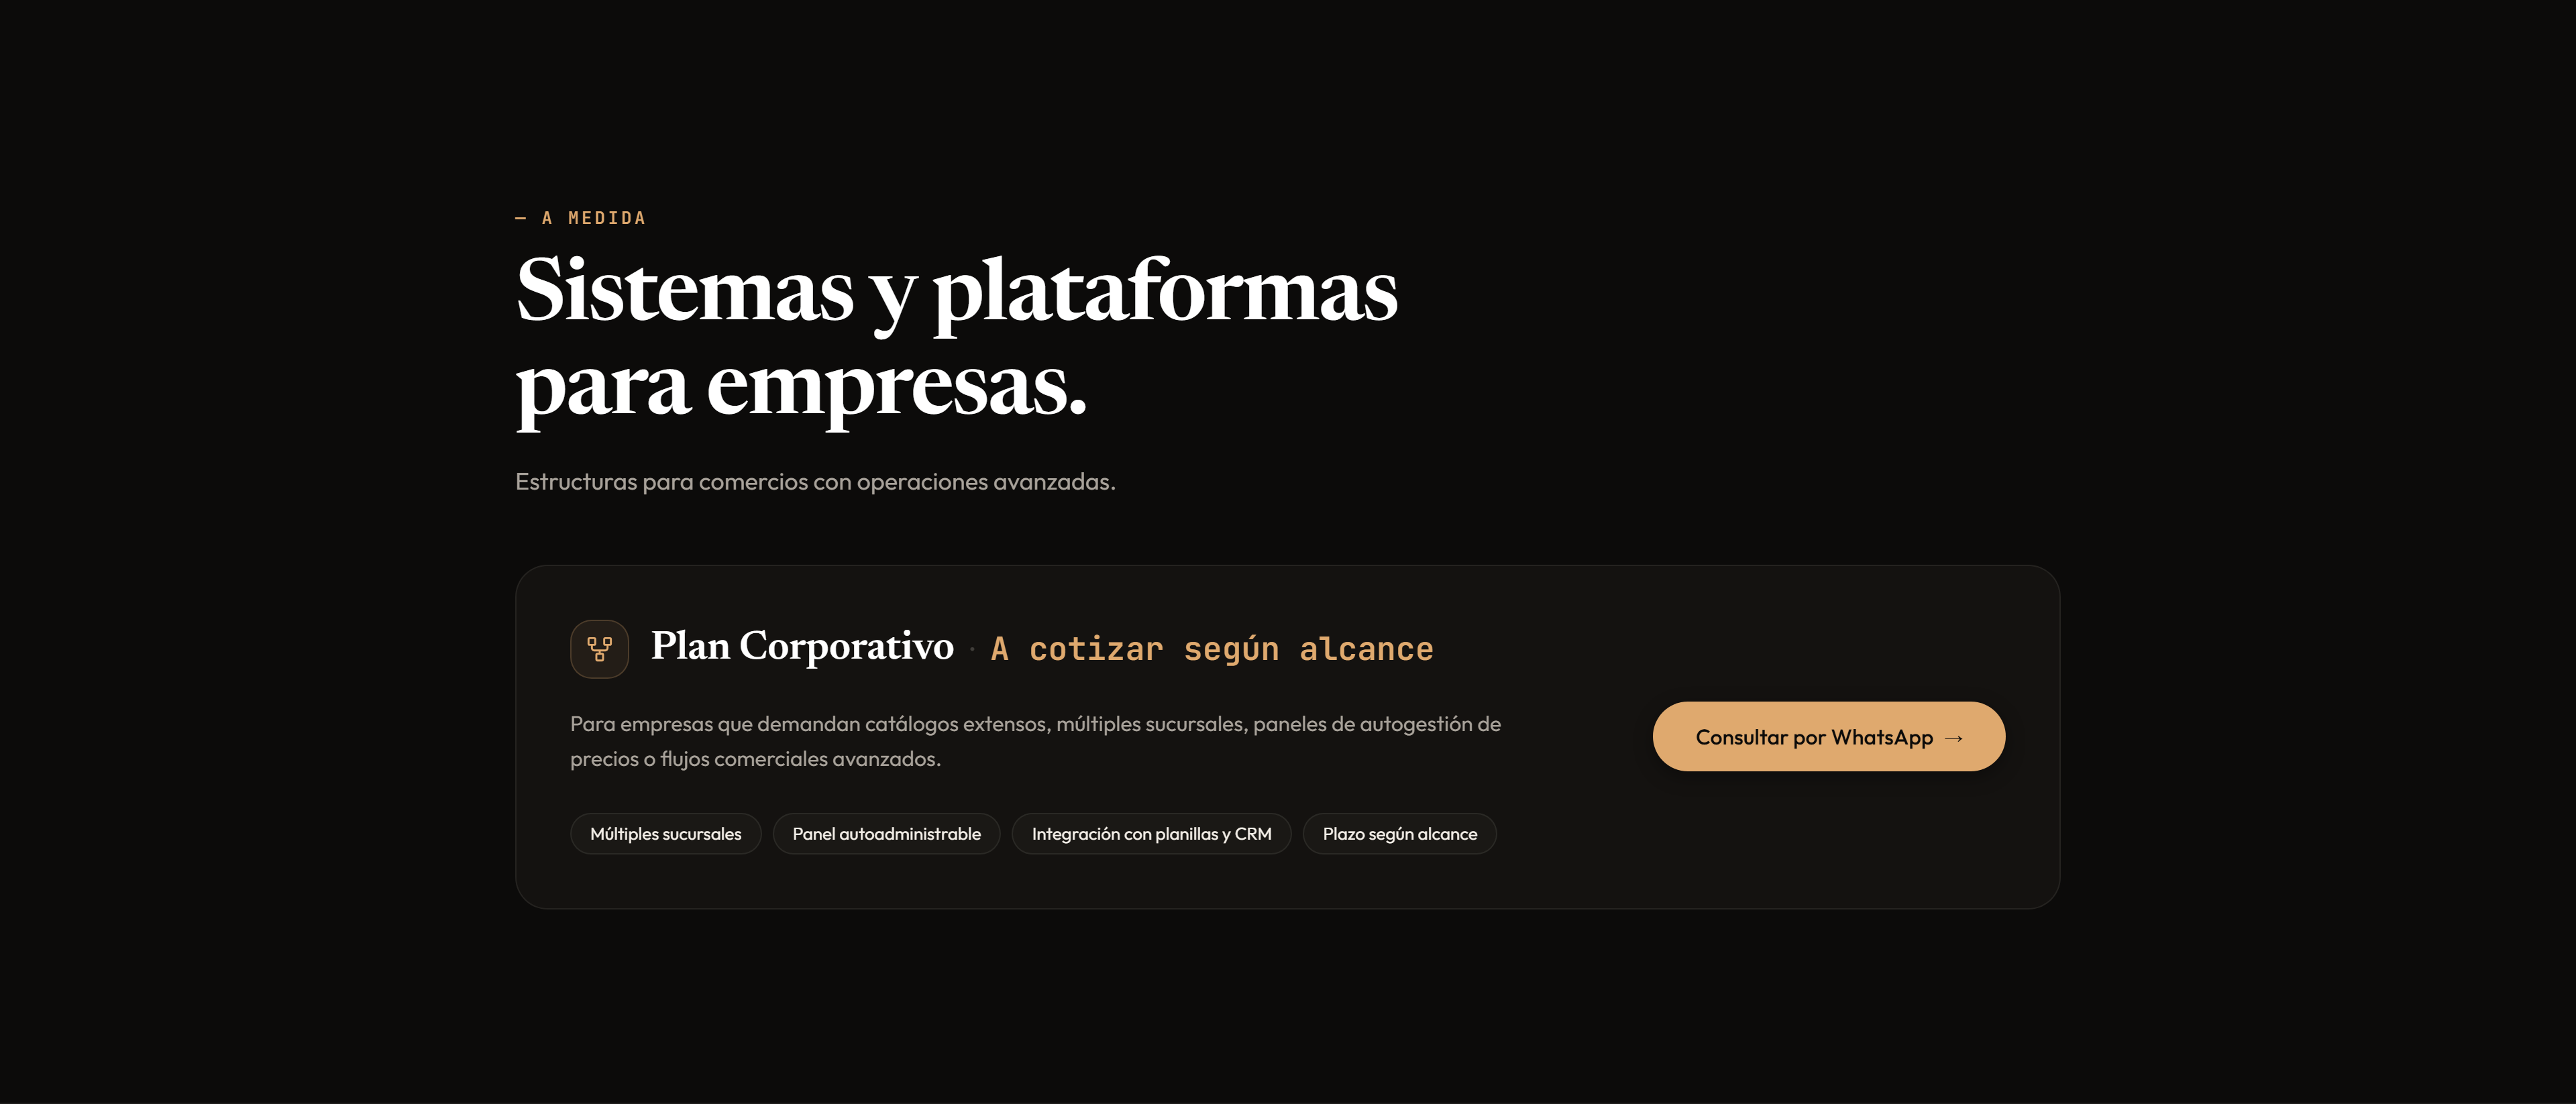 — A MEDIDA
Sistemas y plataformas
para empresas.
Estructuras para comercios con operaciones avanzadas.
Plan Corporativo · A cotizar según alcance
Para empresas que demandan catálogos extensos, múltiples sucursales, paneles de autogestión de
precios o flujos comerciales avanzados.
Consultar por WhatsApp →
Múltiples sucursales
Panel autoadministrable
Integración con planillas y CRM
Plazo según alcance